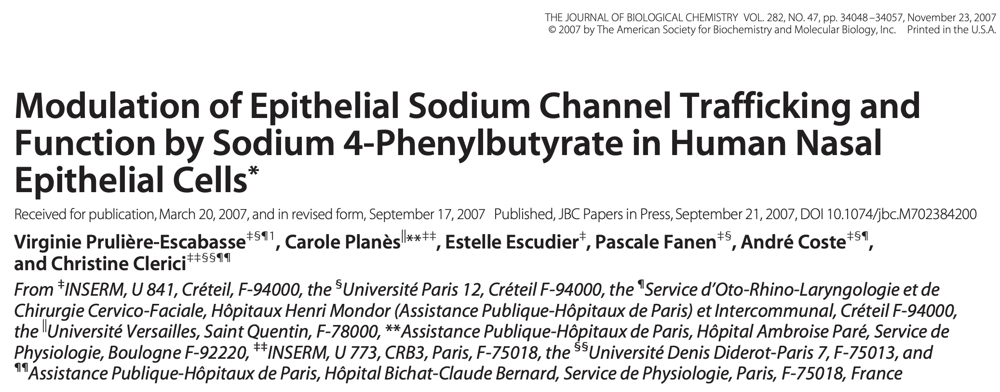 THE JOURNAL OF BIOLOGICAL CHEMISTRY VOL. 282, NO. 47, pp. 34048–34057, November 23, 2007
© 2007 by The American Society for Biochemistry and Molecular Biology, Inc. Printed in the U.S.A.
Modulation of Epithelial Sodium Channel Trafficking and
Function by Sodium 4-Phenylbutyrate in Human Nasal
Epithelial Cells*
Received for publication, March 20, 2007, and in revised form, September 17, 2007 Published, JBC Papers in Press, September 21, 2007, DOI 10.1074/jbc.M702384200
Virginie Prulière-Escabasse‡§¶1, Carole Planès∥**‡‡, Estelle Escudier‡, Pascale Fanen‡§, André Coste‡§¶,
and Christine Clerici‡‡§§¶¶
From ‡INSERM, U 841, Créteil, F-94000, the §Université Paris 12, Créteil F-94000, the ¶Service d’Oto-Rhino-Laryngologie et de
Chirurgie Cervico-Faciale, Hôpitaux Henri Mondor (Assistance Publique-Hôpitaux de Paris) et Intercommunal, Créteil F-94000,
the ∥Université Versailles, Saint Quentin, F-78000, **Assistance Publique-Hôpitaux de Paris, Hôpital Ambroise Paré, Service de
Physiologie, Boulogne F-92220, ‡‡INSERM, U 773, CRB3, Paris, F-75018, the §§Université Denis Diderot-Paris 7, F-75013, and
¶¶Assistance Publique-Hôpitaux de Paris, Hôpital Bichat-Claude Bernard, Service de Physiologie, Paris, F-75018, France